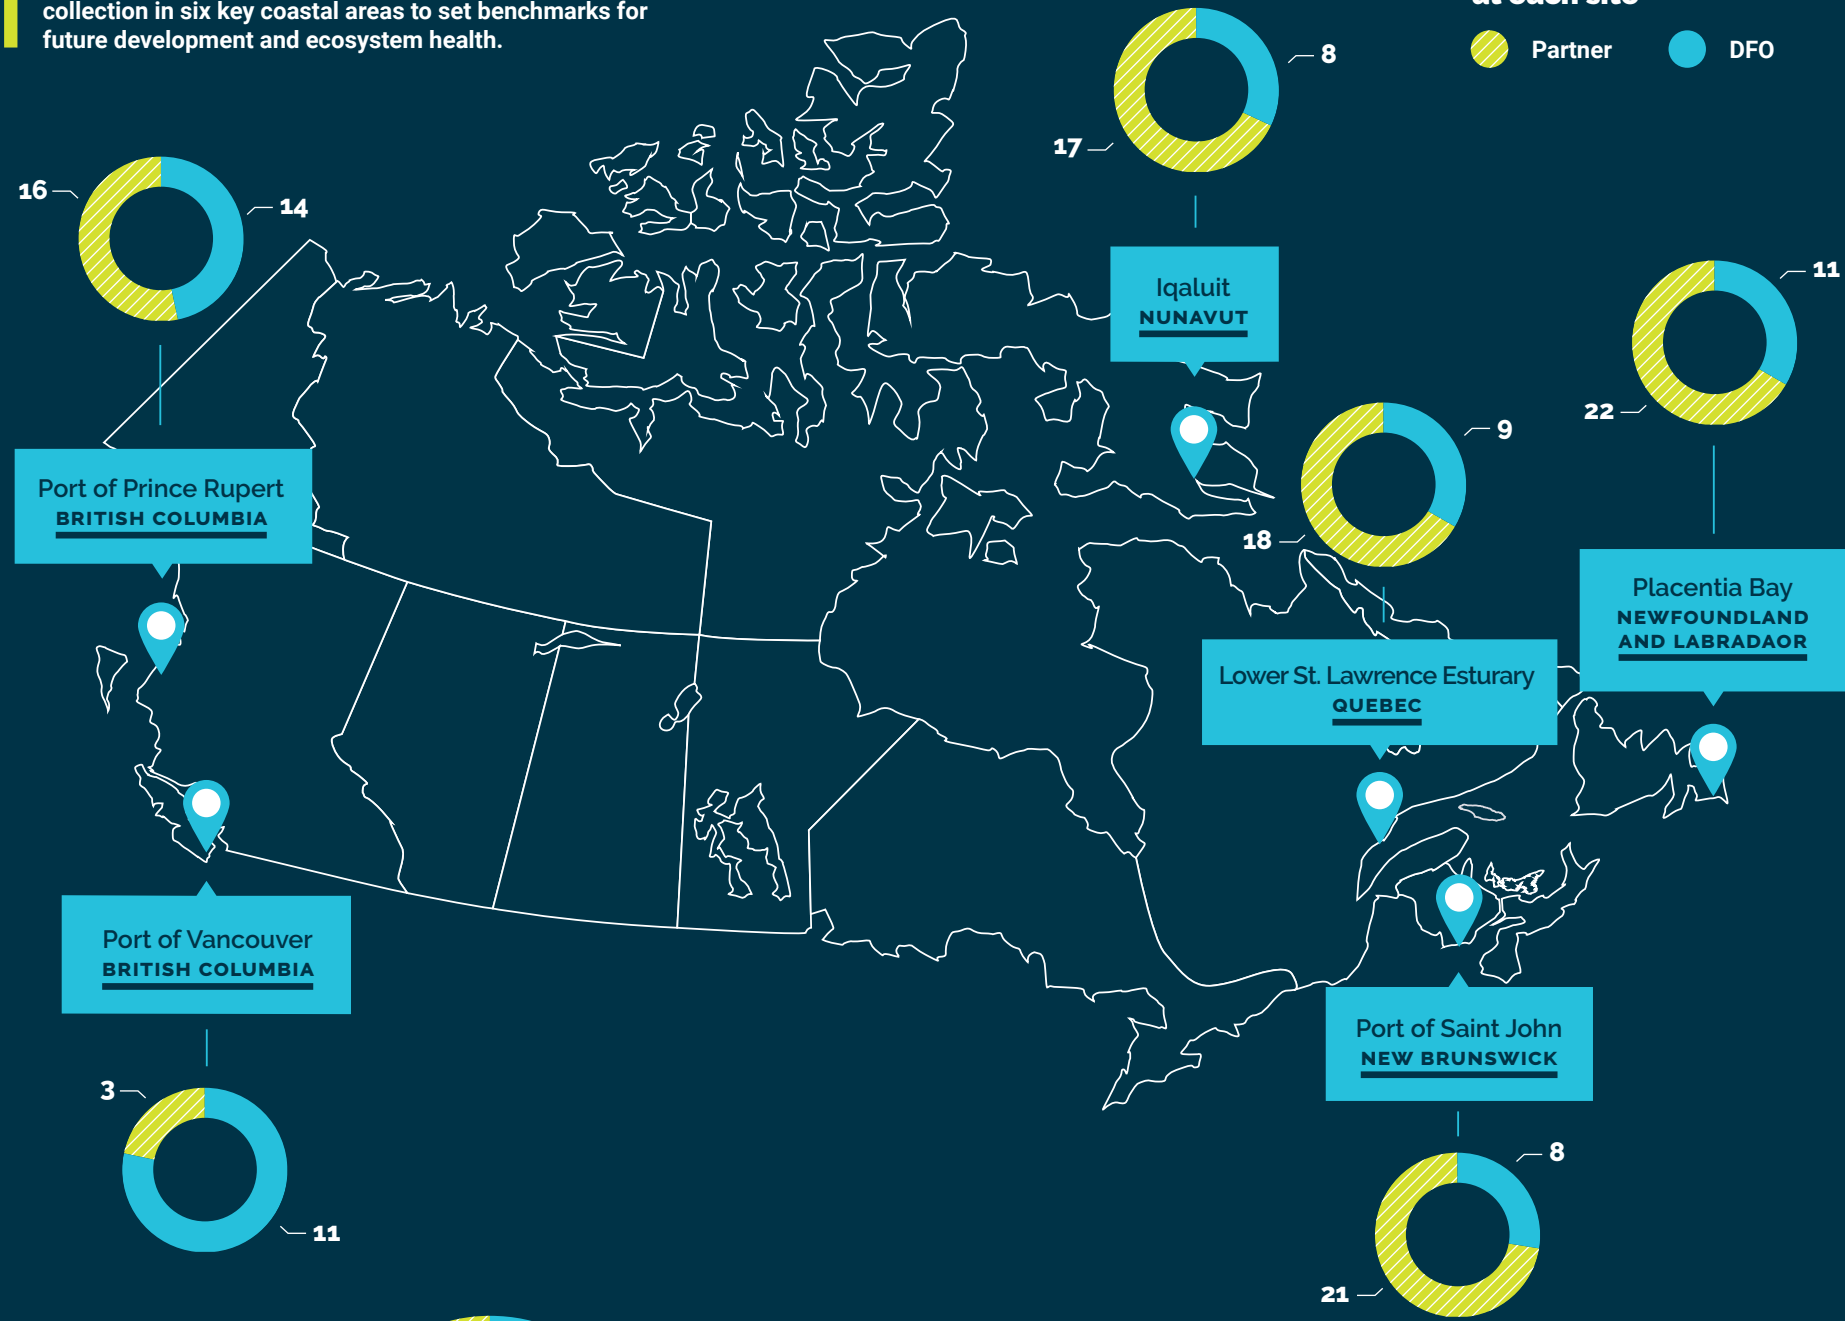 collection in six key coastal areas to set benchmarks for
future development and ecosystem health.
at each site
Partner
DFO
8
17
16
14
Iqaluit
NUNAVUT
11
22
9
18
Port of Prince Rupert
BRITISH COLUMBIA
Placentia Bay
NEWFOUNDLAND
AND LABRADAOR
Lower St. Lawrence Esturary
QUEBEC
Port of Vancouver
BRITISH COLUMBIA
3
11
Port of Saint John
NEW BRUNSWICK
8
21